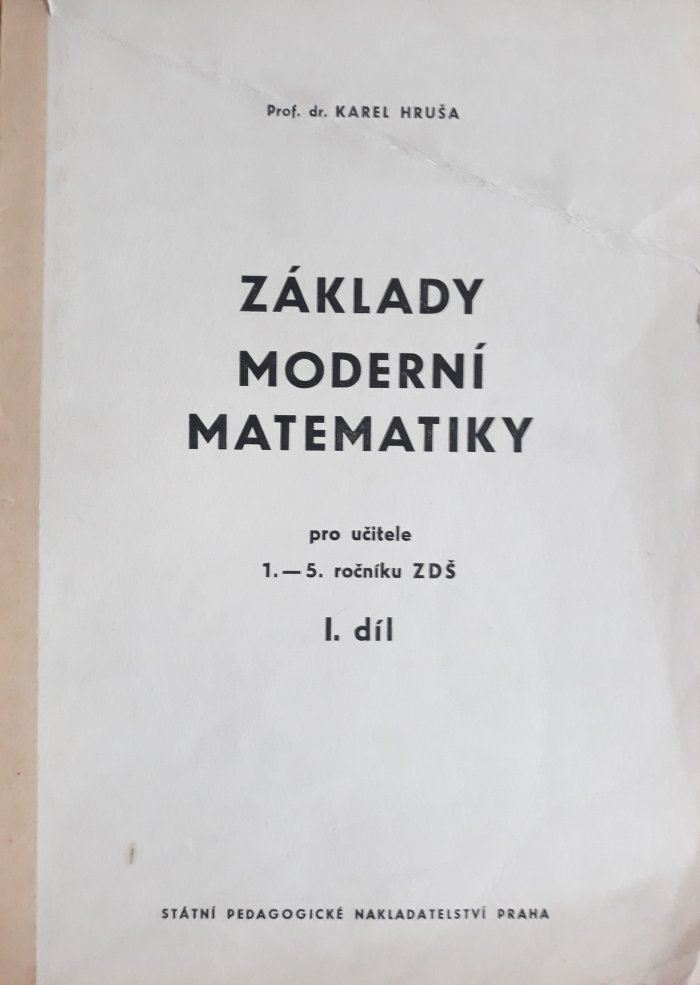 Prof. dr. KAREL HRUŠA
ZÁKLADY
MODERNÍ
MATEMATIKY
pro učitele
1.—5. ročníku ZDŠ
I. díl
STÁTNÍ PEDAGOGICKÉ NAKLADATELSTVÍ PRAHA